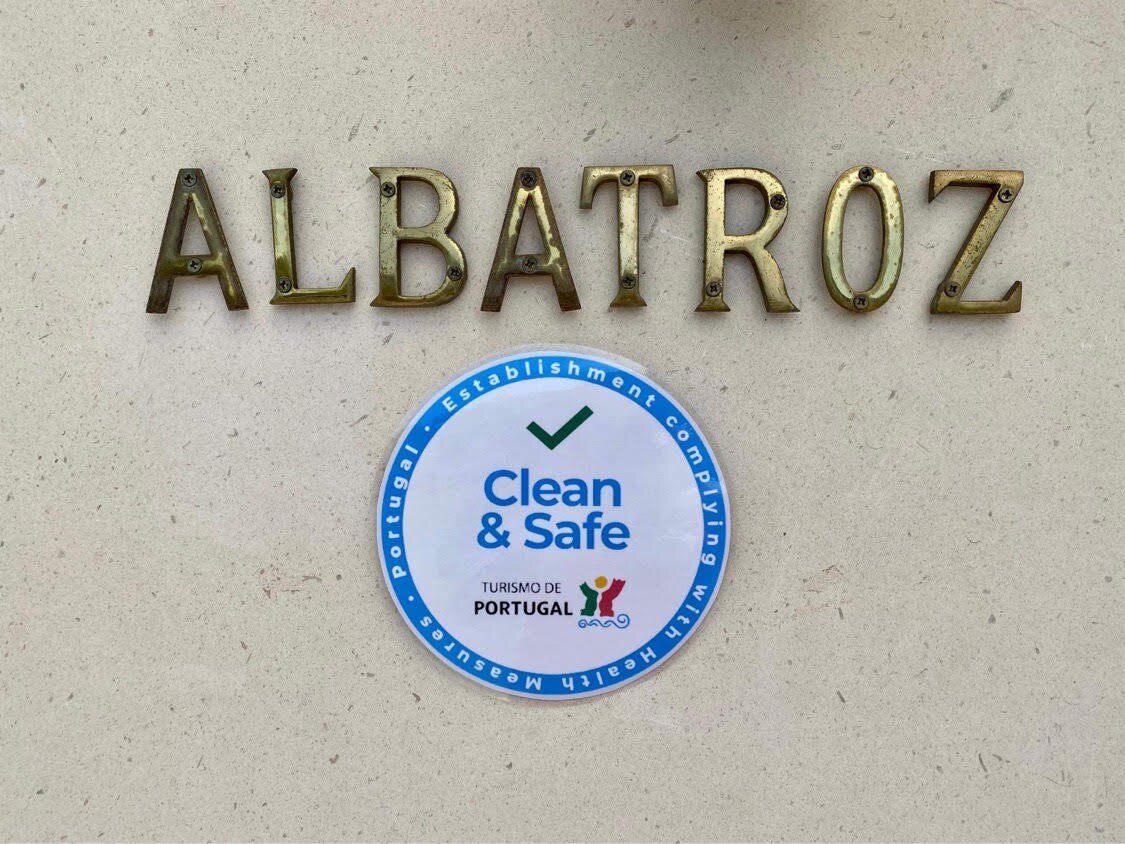 ALBATROZ
Establishment complying with Health Measures · Portugal ·
Clean
& Safe
TURISMO DE
PORTUGAL